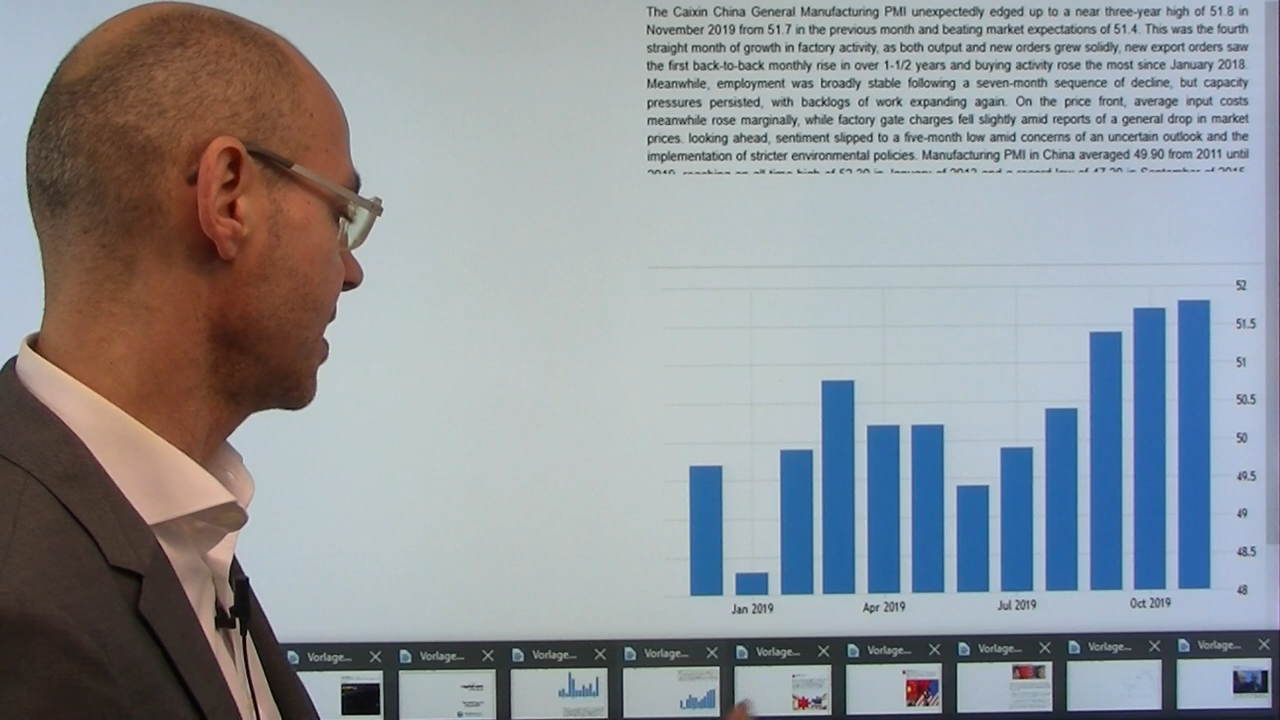 The Caixin China General Manufacturing PMI unexpectedly edged up to a near three-year high of 51.8 in
November 2019 from 51.7 in the previous month and beating market expectations of 51.4. This was the fourth
straight month of growth in factory activity, as both output and new orders grew solidly, new export orders saw
the first back-to-back monthly rise in over 1-1/2 years and buying activity rose the most since January 2018.
Meanwhile, employment was broadly stable following a seven-month sequence of decline, but capacity
pressures persisted, with backlogs of work expanding again. On the price front, average input costs
meanwhile rose marginally, while factory gate charges fell slightly amid reports of a general drop in market
prices. looking ahead, sentiment slipped to a five-month low amid concerns of an uncertain outlook and the
implementation of stricter environmental policies. Manufacturing PMI in China averaged 49.90 from 2011 until
52
51.5
51
50.5
50
49.5
49
48.5
48
Jan 2019 Apr 2019 Jul 2019 Oct 2019
Vorlage... Vorlage... Vorlage... Vorlage... Vorlage... Vorlage... Vorlage... Vorlage... Vorlage...